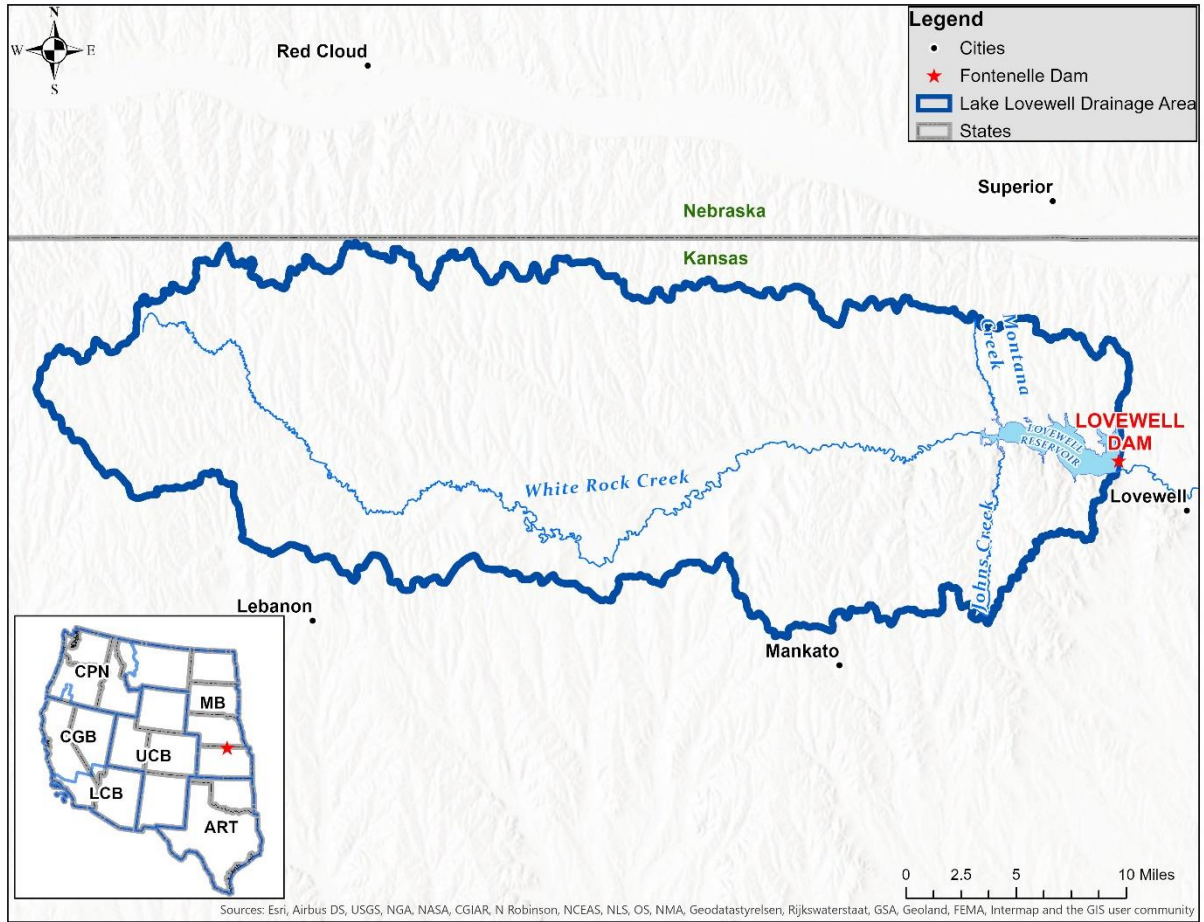 N
W E
S
Red Cloud
Legend
Cities
Fontenelle Dam
Lake Lovewell Drainage Area
States
Superior
Nebraska
Kansas
Montana
Creek
LOVEWELL
DAM
LOVEWELL
RESERVOIR
White Rock Creek
Lovewell
Johns Creek
Lebanon
Mankato
CPN
MB
CGB
UCB
LCB
ART
0 2.5 5 10 Miles
Sources: Esri, Airbus DS, USGS, NGA, NASA, CGIAR, N Robinson, NCEAS, NLS, OS, NMA, Geodatastyrelsen, Rijkswaterstaat, GSA, Geoland, FEMA, Intermap and the GIS user community